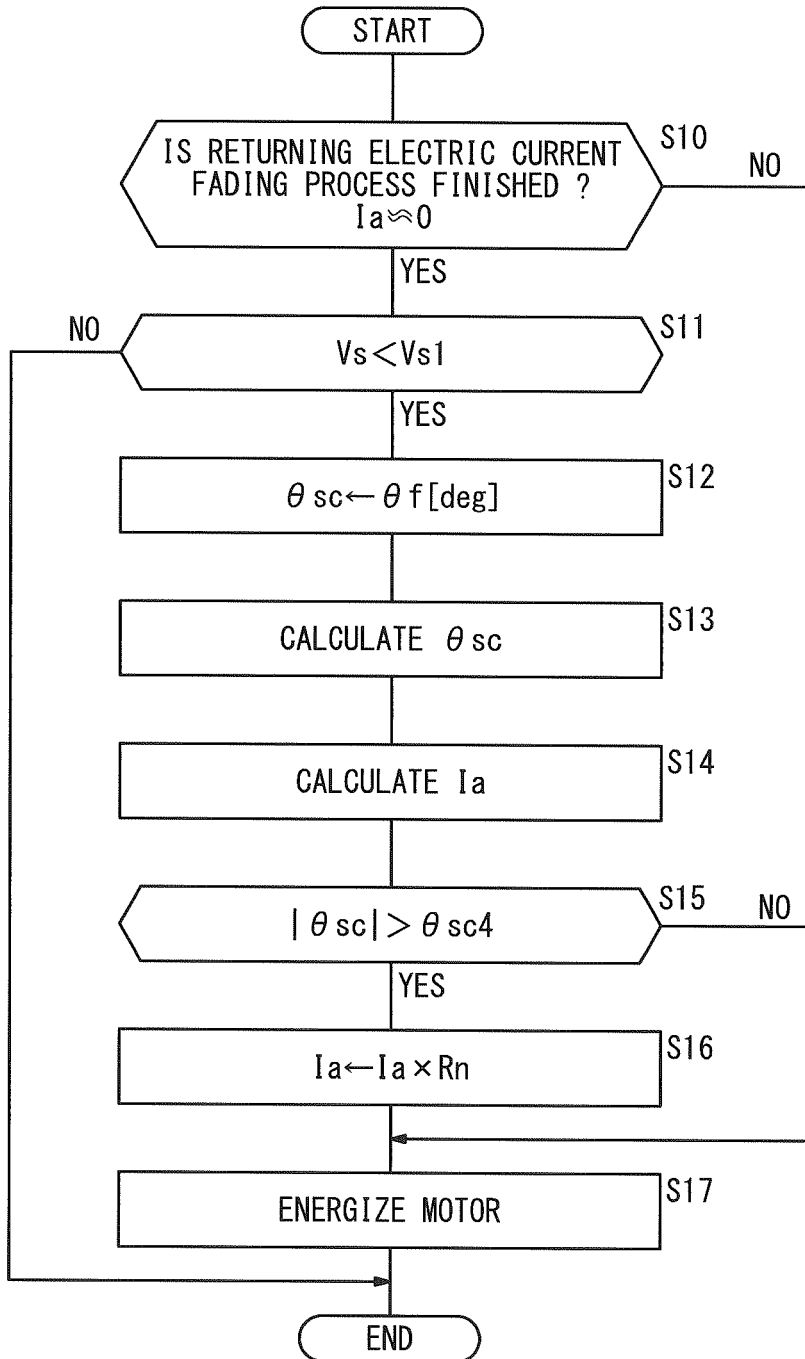 START
IS RETURNING ELECTRIC CURRENT
FADING PROCESS FINISHED ?
Ia≈0
S10
NO
YES
NO
S11
Vs<Vs1
YES
S12
θsc←θf[deg]
S13
CALCULATE θsc
S14
CALCULATE Ia
S15
NO
|θsc|>θsc4
YES
S16
Ia←Ia×Rn
S17
ENERGIZE MOTOR
END